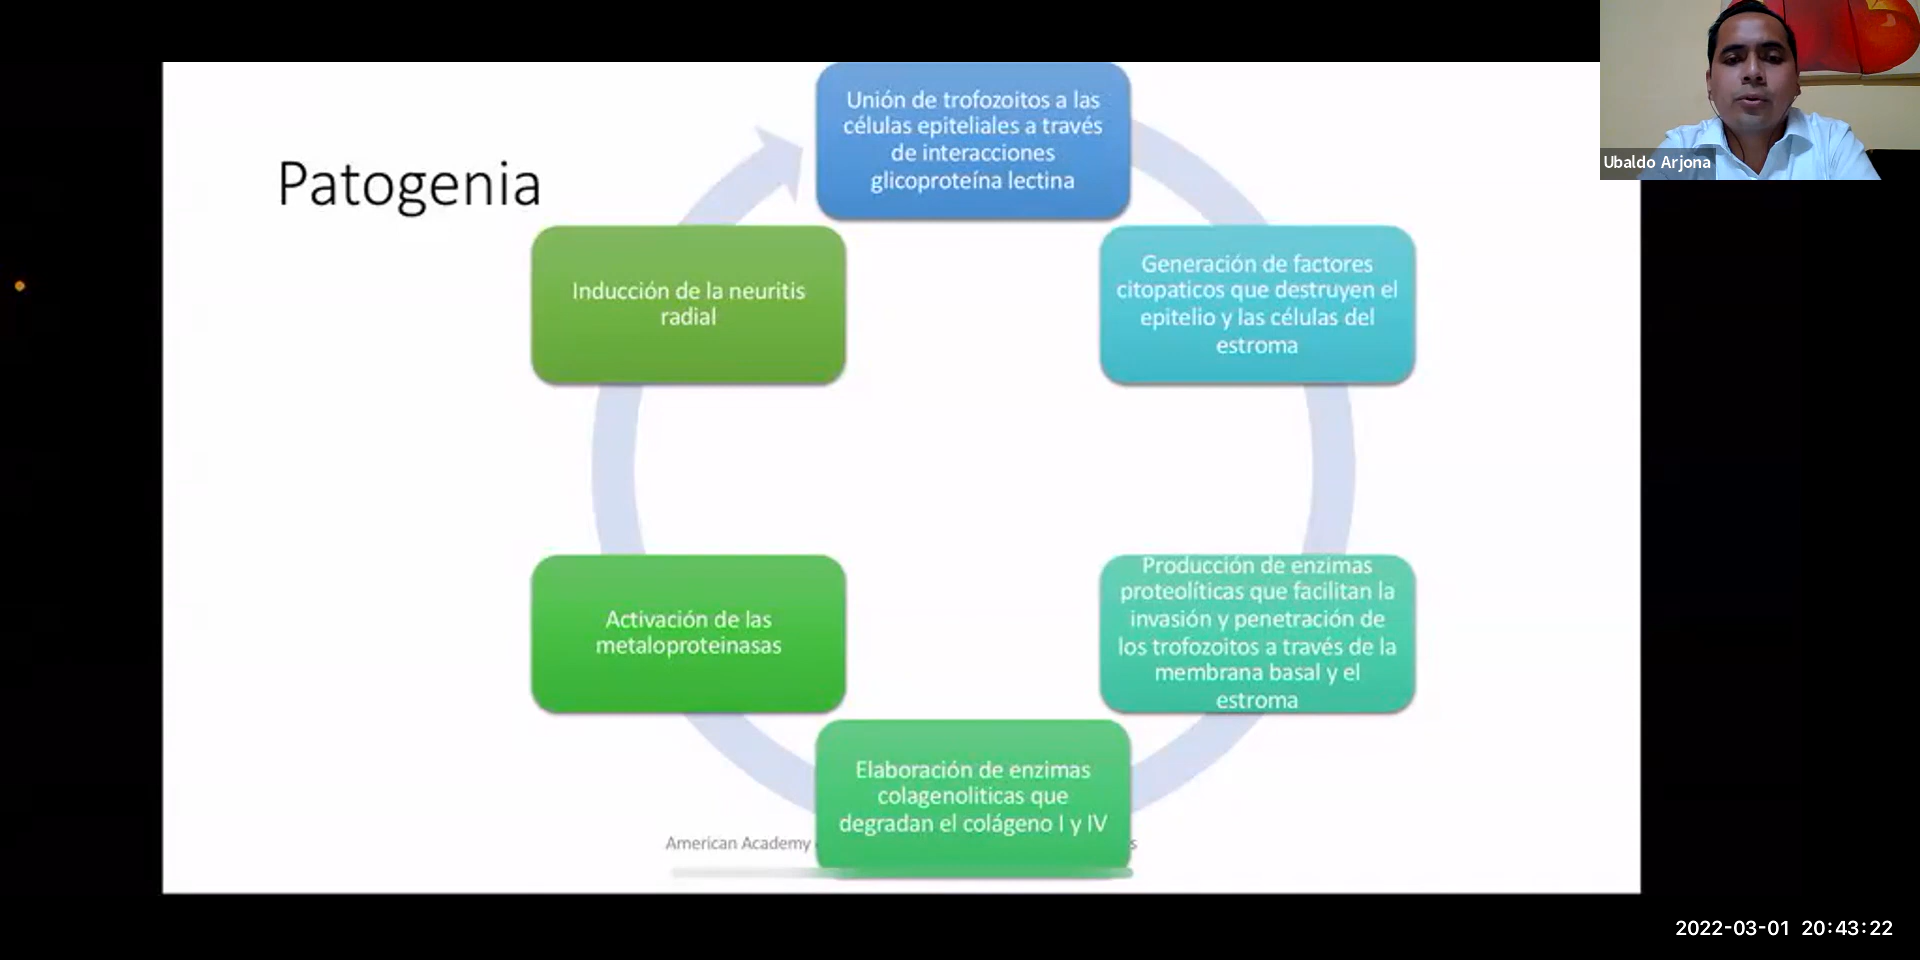 Patogenia
Unión de trofozoitos a las
células epiteliales a través
de interacciones
glicoproteína lectina
Generación de factores
citopaticos que destruyen el
epitelio y las células del
estroma
Producción de enzimas
proteolíticas que facilitan la
invasión y penetración de
los trofozoitos a través de la
membrana basal y el
estroma
Elaboración de enzimas
colagenoliticas que
degradan el colágeno I y IV
Activación de las
metaloproteinasas
Inducción de la neuritis
radial
American Academy
Ubaldo Arjona
2022-03-01 20:43:22